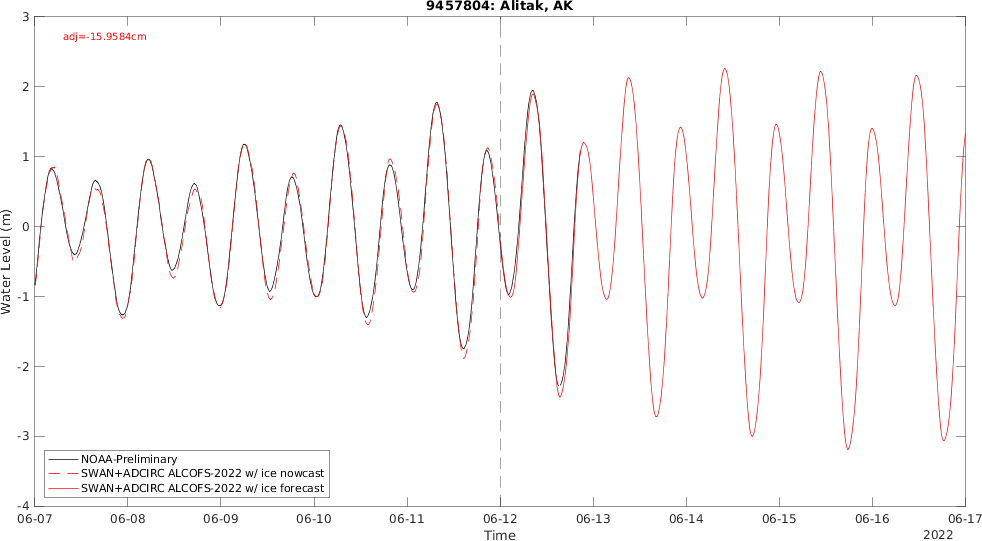 9457804: Alitak, AK
adj=-15.9584cm
3
2
1
0
-1
-2
-3
-4
Water Level (m)
NOAA-Preliminary
SWAN+ADCIRC ALCOFS-2022 w/ ice nowcast
SWAN+ADCIRC ALCOFS-2022 w/ ice forecast
06-07 06-08 06-09 06-10 06-11 06-12 06-13 06-14 06-15 06-16 06-17
Time
2022